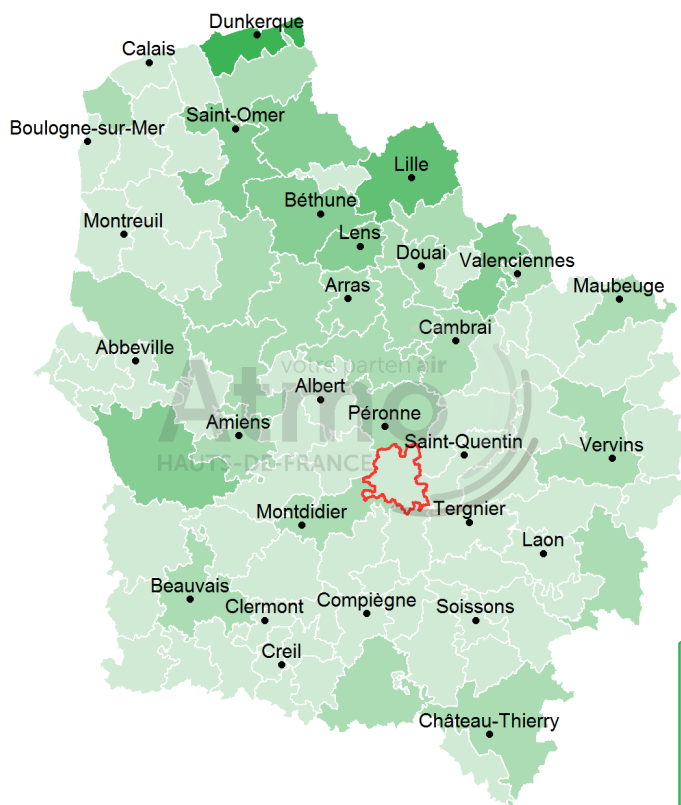 Dunkerque
Calais
Saint-Omer
Boulogne-sur-Mer
Lille
Béthune
Montreuil
Lens
Douai
Valenciennes
Arras
Maubeuge
Cambrai
Abbeville
votre parten'air
Atmo
HAUTS-DE-FRANCE
Albert
Péronne
Amiens
Saint-Quentin
Vervins
Montdidier
Tergnier
Laon
Beauvais
Clermont
Compiègne
Soissons
Creil
Château-Thierry